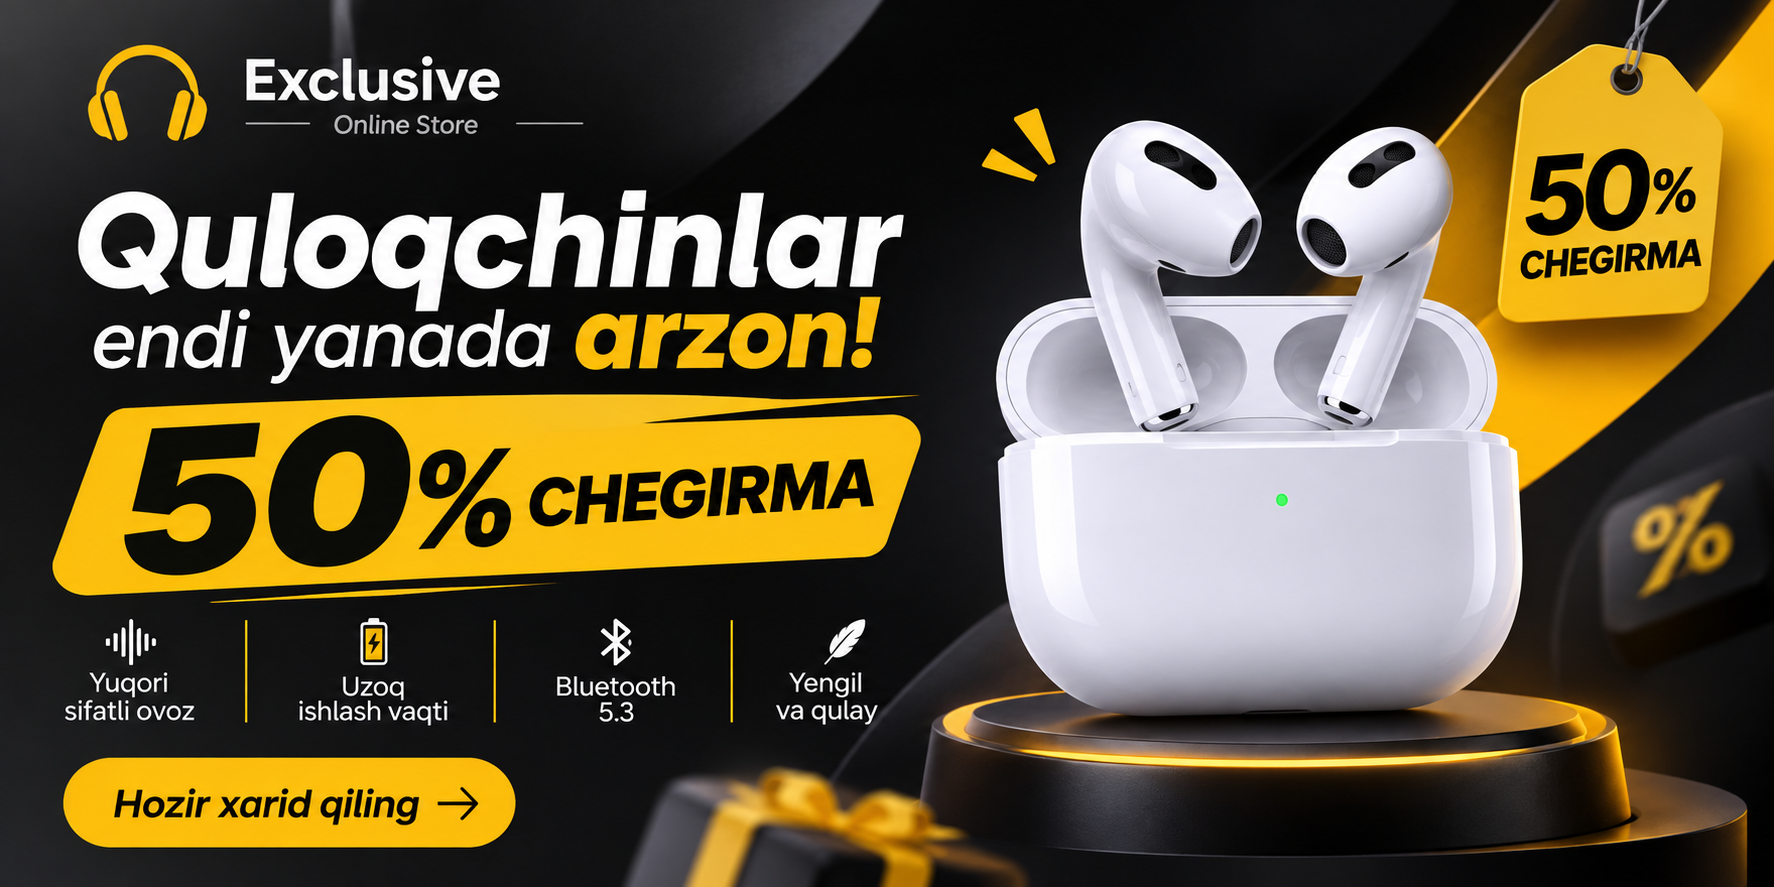 Exclusive
Online Store
Quloqchinlar
endi yanada arzon!
50% CHEGIRMA
Yuqori
sifatli ovoz
Uzoq
ishlash vaqti
Bluetooth
5.3
Yengil
va qulay
Hozir xarid qiling →
50%
CHEGIRMA
%